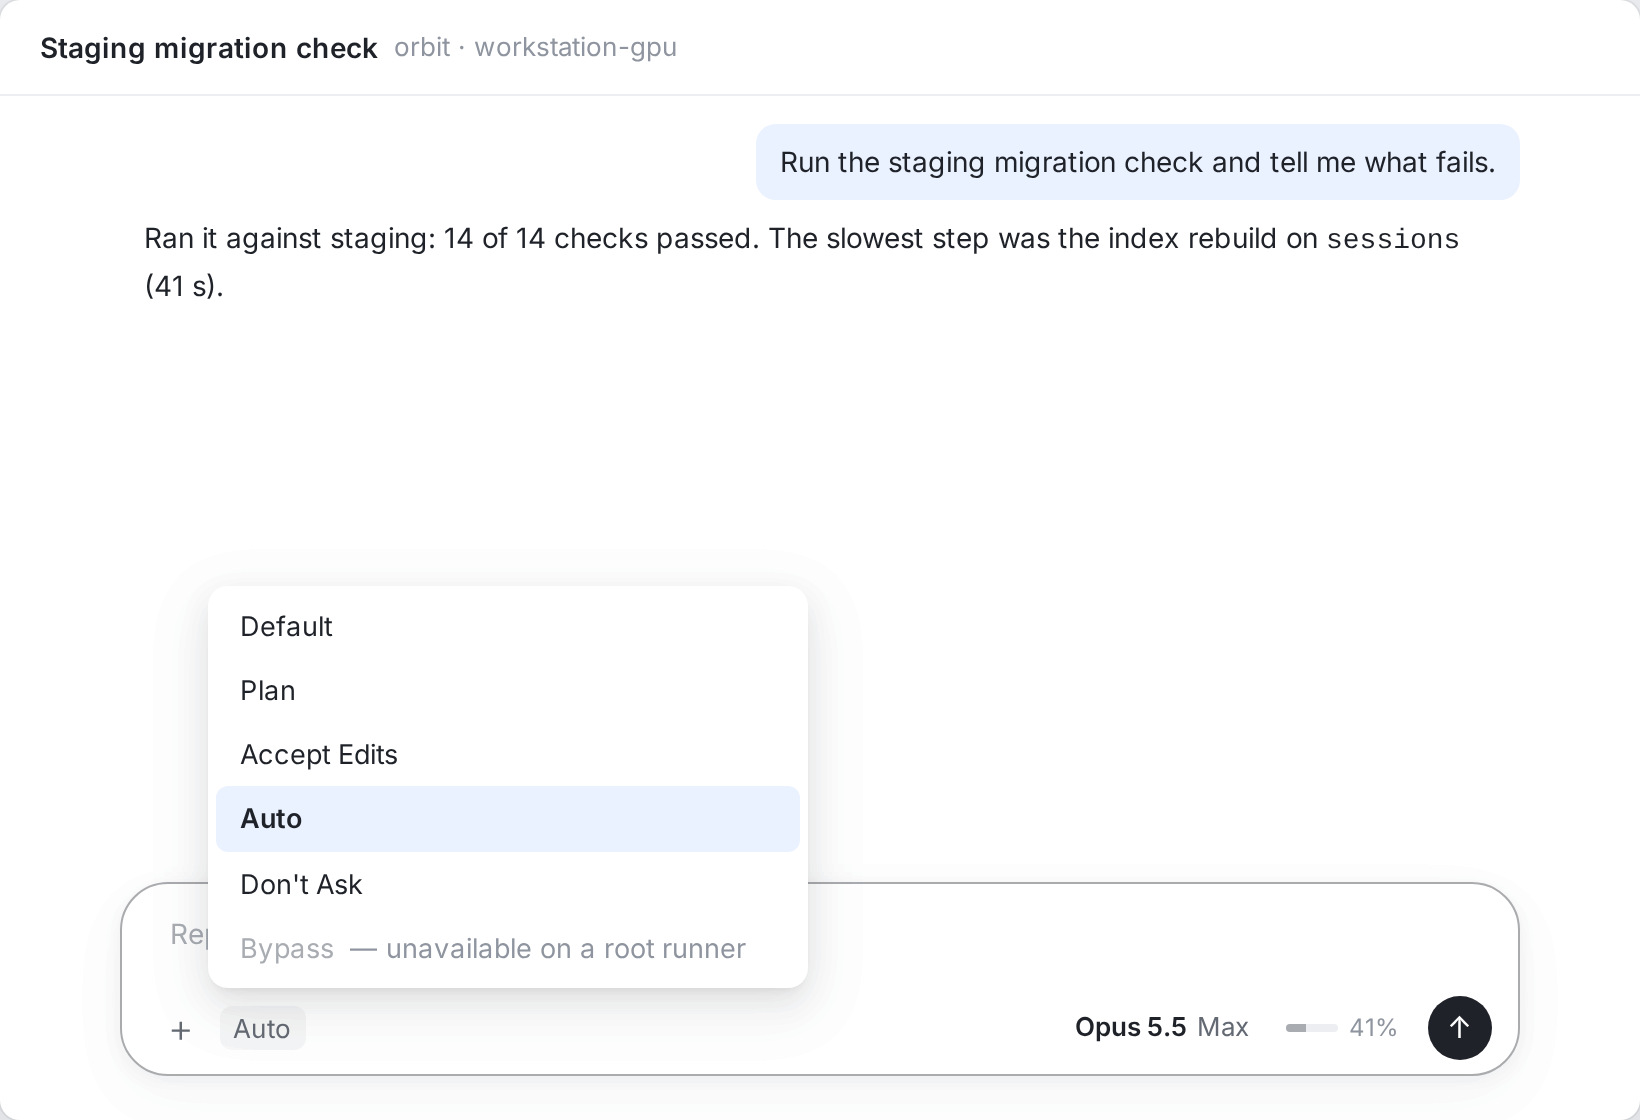 Staging migration check orbit · workstation-gpu
Run the staging migration check and tell me what fails.
Ran it against staging: 14 of 14 checks passed. The slowest step was the index rebuild on sessions
(41 s).
Default
Plan
Accept Edits
Auto
Don't Ask
Bypass — unavailable on a root runner
+ Auto Opus 5.5 Max 41%